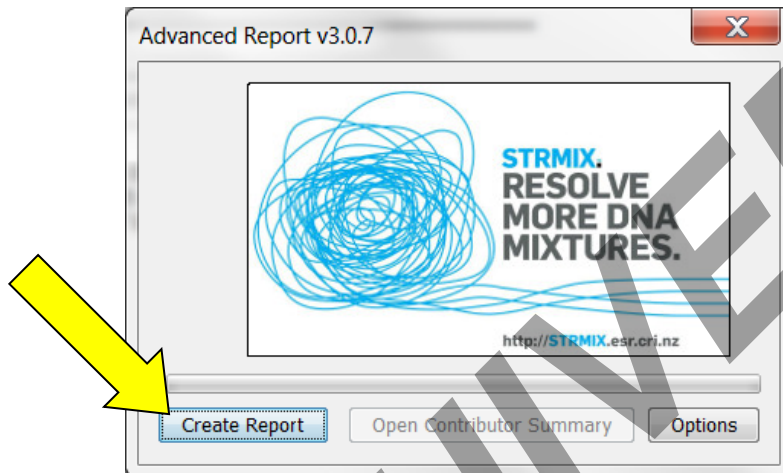 Advanced Report v3.0.7
STRMIX.
RESOLVE
MORE DNA
MIXTURES.
http://STRMIX.esr.cri.nz
Create Report
Open Contributor Summary
Options